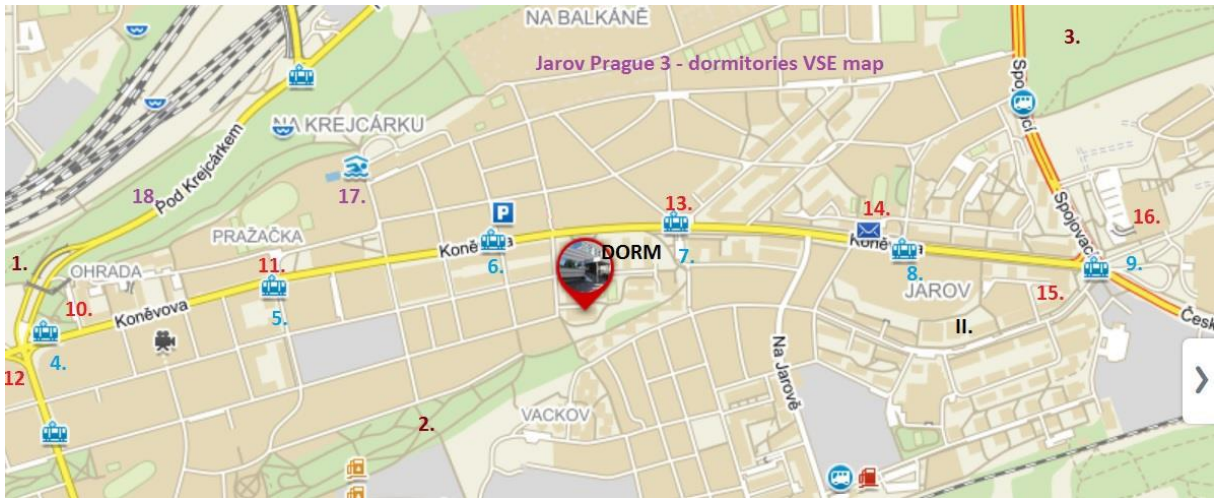 NA BALKÁNĚ
3.
Jarov Prague 3 - dormitories VSE map
Spojovací
NA KREJCÁRKU
18.
Pod Krejcárkem
17.
P
13.
14.
16.
PRAŽAČKA
Koněvova
DORM
Koněvova
Spojovací
1.
OHRADA
11.
6.
7.
8.
9.
10.
Koněvova
5.
JAROV
15.
4.
II.
Česk
12
Na Jarově
2.
VACKOV